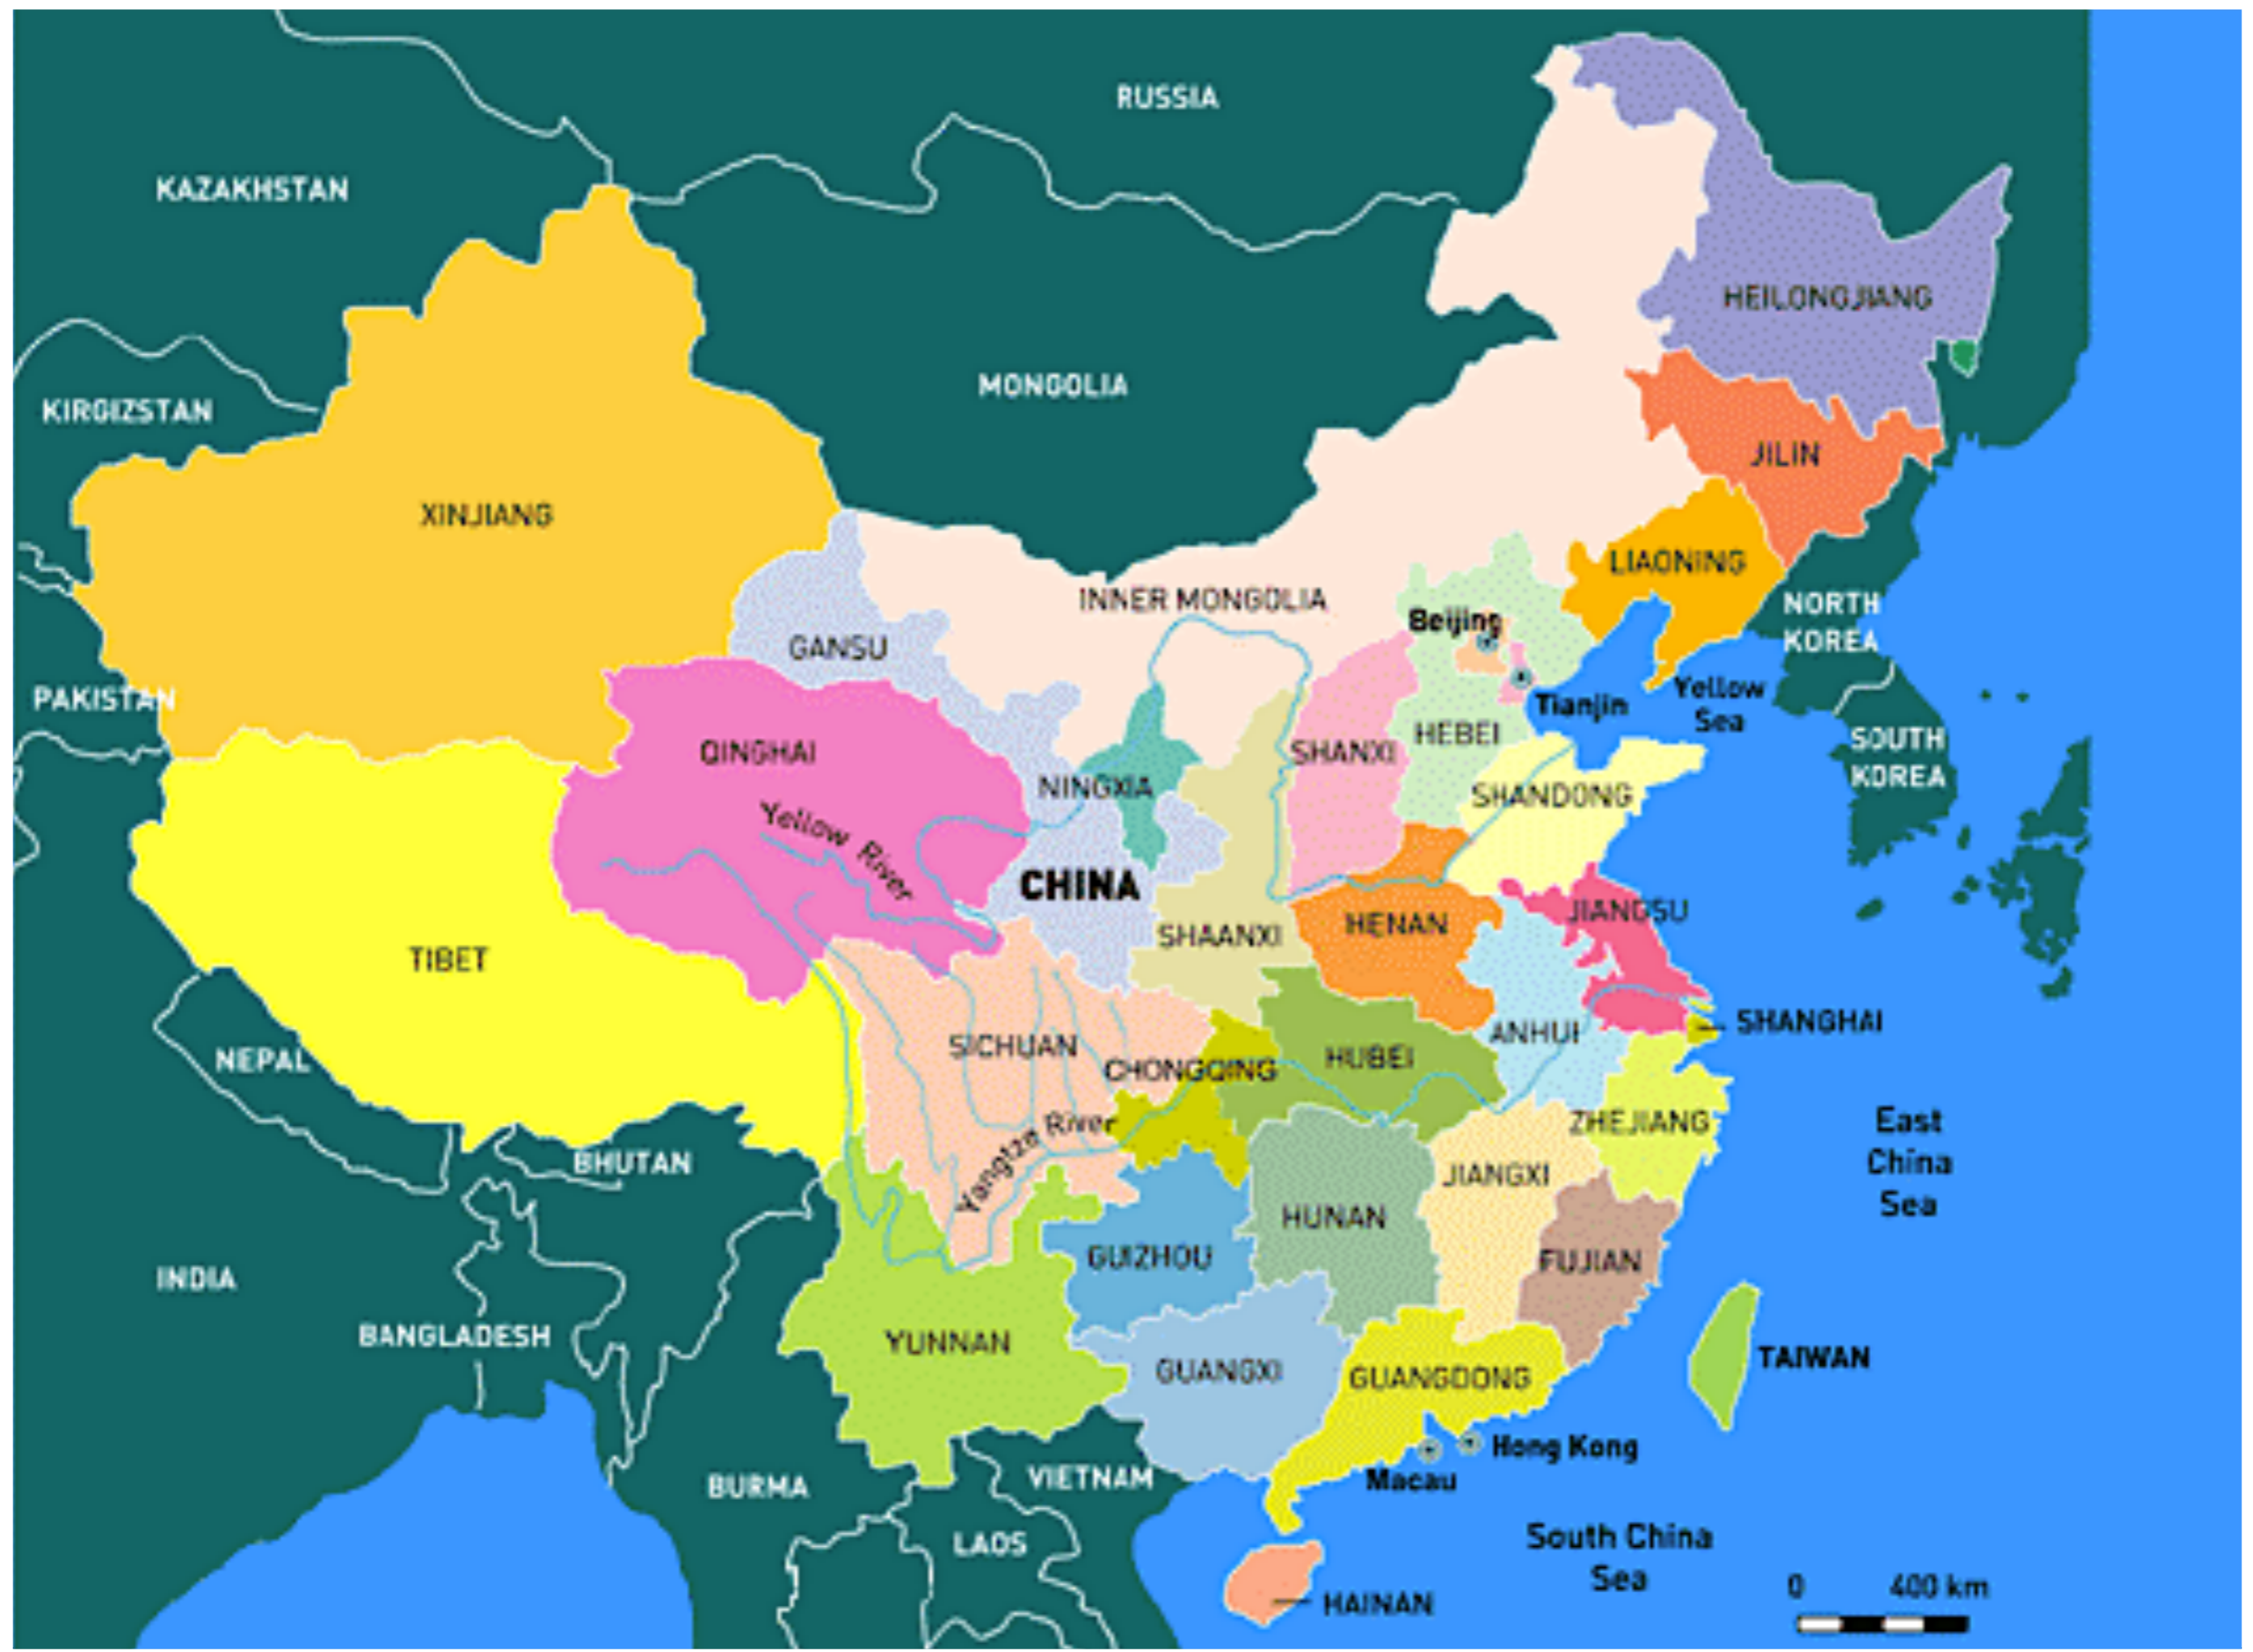 RUSSIA
KAZAKHSTAN
HEILONGJIANG
MONGOLIA
KIRGIZSTAN
JILIN
XINJIANG
LIAONING
INNER MONGOLIA
NORTH
KOREA
Beijing
GANSU
PAKISTAN
Yellow
Sea
Tianjin
HEBEI
SHANXI
SOUTH
KOREA
QINGHAI
NINGXIA
SHANDONG
Yellow River
CHINA
JIANGSU
HENAN
SHAANXI
TIBET
SHANGHAI
ANHUI
SICHUAN
HUBEI
NEPAL
CHONGQING
ZHEJIANG
East
China
Sea
Yangtze River
BHUTAN
JIANGXI
HUNAN
GUIZHOU
FUJIAN
INDIA
BANGLADESH
YUNNAN
TAIWAN
GUANGXI
GUANGDONG
Hong Kong
Macau
VIETNAM
BURMA
LAOS
South China
Sea
0 400 km
HAINAN